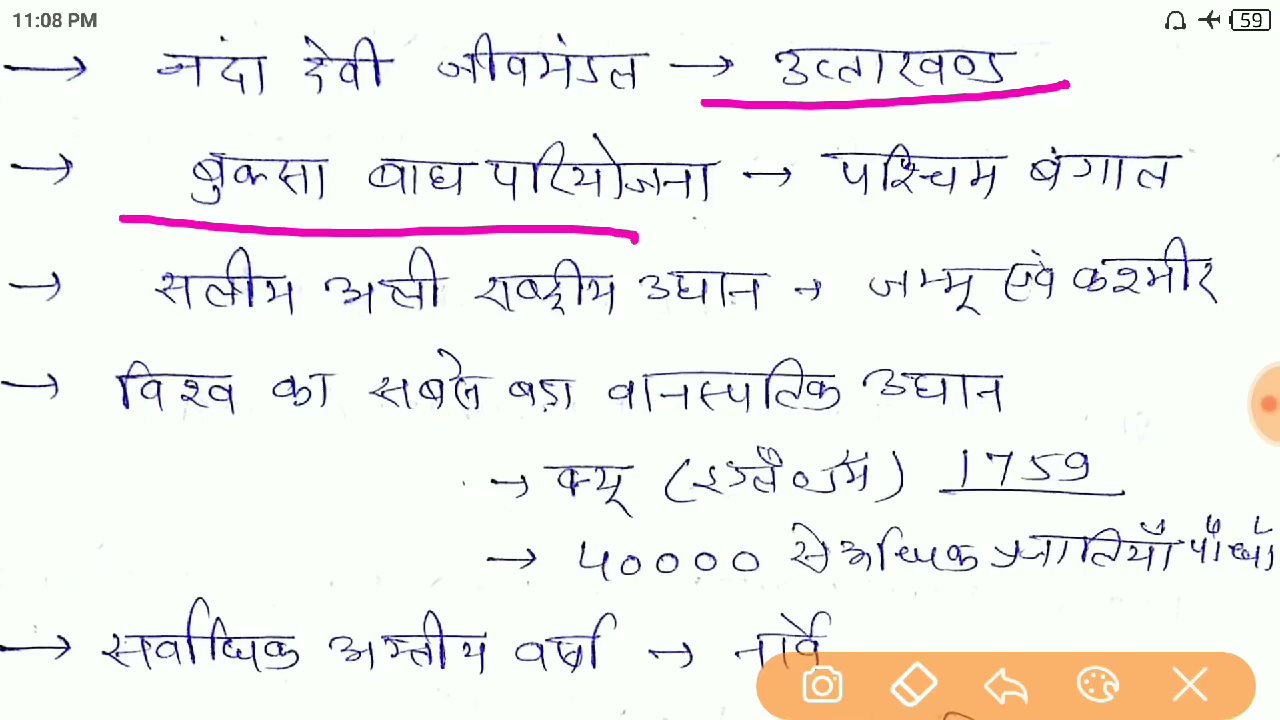 11:08 PM 59
→ नंदा देवी जीवमंडल → उत्तराखण्ड
→ बुकसा बाघ परियोजना → पश्चिम बंगाल
→ सलीम अली राष्ट्रीय उद्यान → जम्मू एवं कश्मीर
→ विश्व का सबसे बड़ा वानस्पतिक उद्यान
→ क्यू (इंग्लैण्ड में) 1759
→ 40000 से अधिक प्रजातियाँ पौधों
→ सर्वाधिक अम्लीय वर्षा → नार्वे